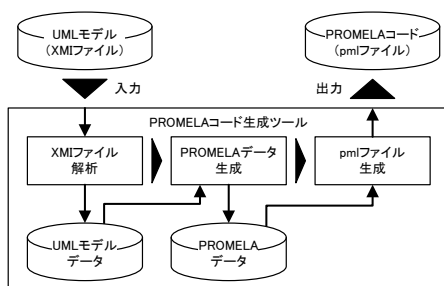 UMLモデル
(XMIファイル)
PROMELAコード
(pmlファイル)
入力
出力
PROMELAコード生成ツール
XMIファイル
解析
PROMELAデータ
生成
pmlファイル
生成
UMLモデル
データ
PROMELA
データ